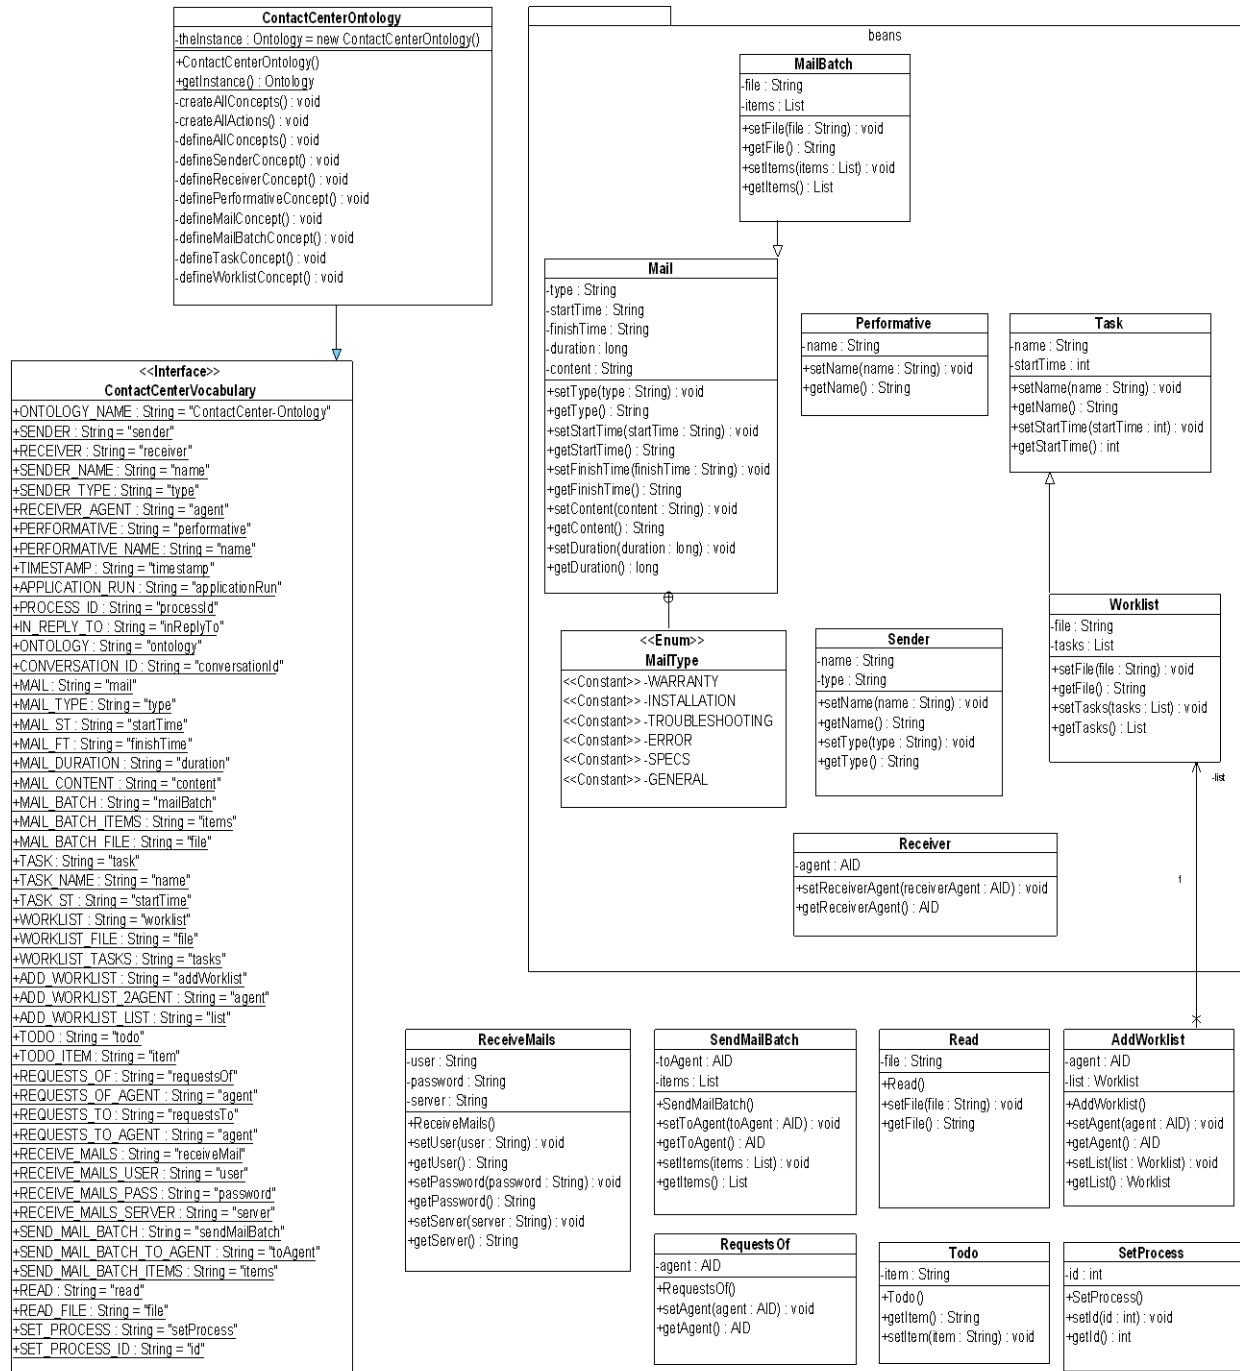 ContactCenterOntology
-theInstance : Ontology = new ContactCenterOntology()
+ContactCenterOntology()
+getInstance() : Ontology
-createAllConcepts() : void
-createAllActions() : void
-defineAllConcepts() : void
-defineSenderConcept() : void
-defineReceiverConcept() : void
-definePerformativeConcept() : void
-defineMailConcept() : void
-defineMailBatchConcept() : void
-defineTaskConcept() : void
-defineWorklistConcept() : void
<<Interface>>
ContactCenterVocabulary
+ONTOLOGY_NAME : String = "ContactCenter-Ontology"
+SENDER : String = "sender"
+RECEIVER : String = "receiver"
+SENDER_NAME : String = "name"
+SENDER_TYPE : String = "type"
+RECEIVER_AGENT : String = "agent"
+PERFORMATIVE : String = "performative"
+PERFORMATIVE_NAME : String = "name"
+TIMESTAMP : String = "timestamp"
+APPLICATION_RUN : String = "applicationRun"
+PROCESS_ID : String = "processId"
+IN_REPLY_TO : String = "inReplyTo"
+ONTOLOGY : String = "ontology"
+CONVERSATION_ID : String = "conversationId"
+MAIL : String = "mail"
+MAIL_TYPE : String = "type"
+MAIL_ST : String = "startTime"
+MAIL_FT : String = "finishTime"
+MAIL_DURATION : String = "duration"
+MAIL_CONTENT : String = "content"
+MAIL_BATCH : String = "mailBatch"
+MAIL_BATCH_ITEMS : String = "items"
+MAIL_BATCH_FILE : String = "file"
+TASK : String = "task"
+TASK_NAME : String = "name"
+TASK_ST : String = "startTime"
+WORKLIST : String = "worklist"
+WORKLIST_FILE : String = "file"
+WORKLIST_TASKS : String = "tasks"
+ADD_WORKLIST : String = "addWorklist"
+ADD_WORKLIST_2AGENT : String = "agent"
+ADD_WORKLIST_LIST : String = "list"
+TODO : String = "todo"
+TODO_ITEM : String = "item"
+REQUESTS_OF : String = "requestsOf"
+REQUESTS_OF_AGENT : String = "agent"
+REQUESTS_TO : String = "requestsTo"
+REQUESTS_TO_AGENT : String = "agent"
+RECEIVE_MAILS : String = "receiveMail"
+RECEIVE_MAILS_USER : String = "user"
+RECEIVE_MAILS_PASS : String = "password"
+RECEIVE_MAILS_SERVER : String = "server"
+SEND_MAIL_BATCH : String = "sendMailBatch"
+SEND_MAIL_BATCH_TO_AGENT : String = "toAgent"
+SEND_MAIL_BATCH_ITEMS : String = "items"
+READ : String = "read"
+READ_FILE : String = "file"
+SET_PROCESS : String = "setProcess"
+SET_PROCESS_ID : String = "id"
beans
MailBatch
-file : String
-items : List
+setFile(file : String) : void
+getFile() : String
+setItems(items : List) : void
+getItems() : List
Mail
-type : String
-startTime : String
-finishTime : String
-duration : long
-content : String
+setType(type : String) : void
+getType() : String
+setStartTime(startTime : String) : void
+getStartTime() : String
+setFinishTime(finishTime : String) : void
+getFinishTime() : String
+setContent(content : String) : void
+getContent() : String
+setDuration(duration : long) : void
+getDuration() : long
Performative
-name : String
+setName(name : String) : void
+getName() : String
Task
-name : String
-startTime : int
+setName(name : String) : void
+getName() : String
+setStartTime(startTime : int) : void
+getStartTime() : int
<<Enum>>
MailType
<<Constant>> -WARRANTY
<<Constant>> -INSTALLATION
<<Constant>> -TROUBLESHOOTING
<<Constant>> -ERROR
<<Constant>> -SPECS
<<Constant>> -GENERAL
Sender
-name : String
-type : String
+setName(name : String) : void
+getName() : String
+setType(type : String) : void
+getType() : String
Worklist
-file : String
-tasks : List
+setFile(file : String) : void
+getFile() : String
+setTasks(tasks : List) : void
+getTasks() : List
-list
1
Receiver
-agent : AID
+setReceiverAgent(receiverAgent : AID) : void
+getReceiverAgent() : AID
ReceiveMails
-user : String
-password : String
-server : String
+ReceiveMails()
+setUser(user : String) : void
+getUser() : String
+setPassword(password : String) : void
+getPassword() : String
+setServer(server : String) : void
+getServer() : String
SendMailBatch
-toAgent : AID
-items : List
+SendMailBatch()
+setToAgent(toAgent : AID) : void
+getToAgent() : AID
+setItems(items : List) : void
+getItems() : List
Read
-file : String
+Read()
+setFile(file : String) : void
+getFile() : String
AddWorklist
-agent : AID
-list : Worklist
+AddWorklist()
+setAgent(agent : AID) : void
+getAgent() : AID
+setList(list : Worklist) : void
+getList() : Worklist
RequestsOf
-agent : AID
+RequestsOf()
+setAgent(agent : AID) : void
+getAgent() : AID
Todo
-item : String
+Todo()
+getItem() : String
+setItem(item : String) : void
SetProcess
-id : int
+SetProcess()
+setId(id : int) : void
+getId() : int